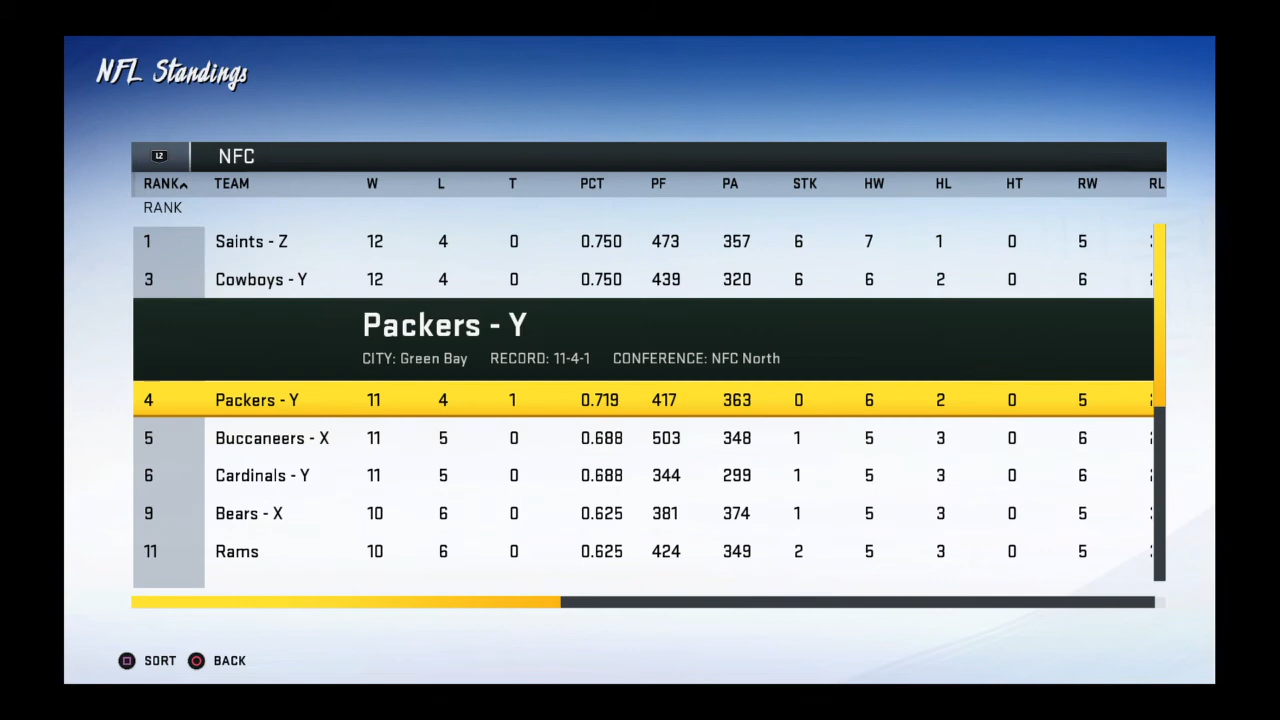 NFL Standings
L2 NFC
RANK TEAM W L T PCT PF PA STK HW HL HT RW RL
RANK
1 Saints - Z 12 4 0 0.750 473 357 6 7 1 0 5
3 Cowboys - Y 12 4 0 0.750 439 320 6 6 2 0 6
Packers - Y
CITY: Green Bay RECORD: 11-4-1 CONFERENCE: NFC North
4 Packers - Y 11 4 1 0.719 417 363 0 6 2 0 5
5 Buccaneers - X 11 5 0 0.688 503 348 1 5 3 0 6
6 Cardinals - Y 11 5 0 0.688 344 299 1 5 3 0 6
9 Bears - X 10 6 0 0.625 381 374 1 5 3 0 5
11 Rams 10 6 0 0.625 424 349 2 5 3 0 5
SORT BACK